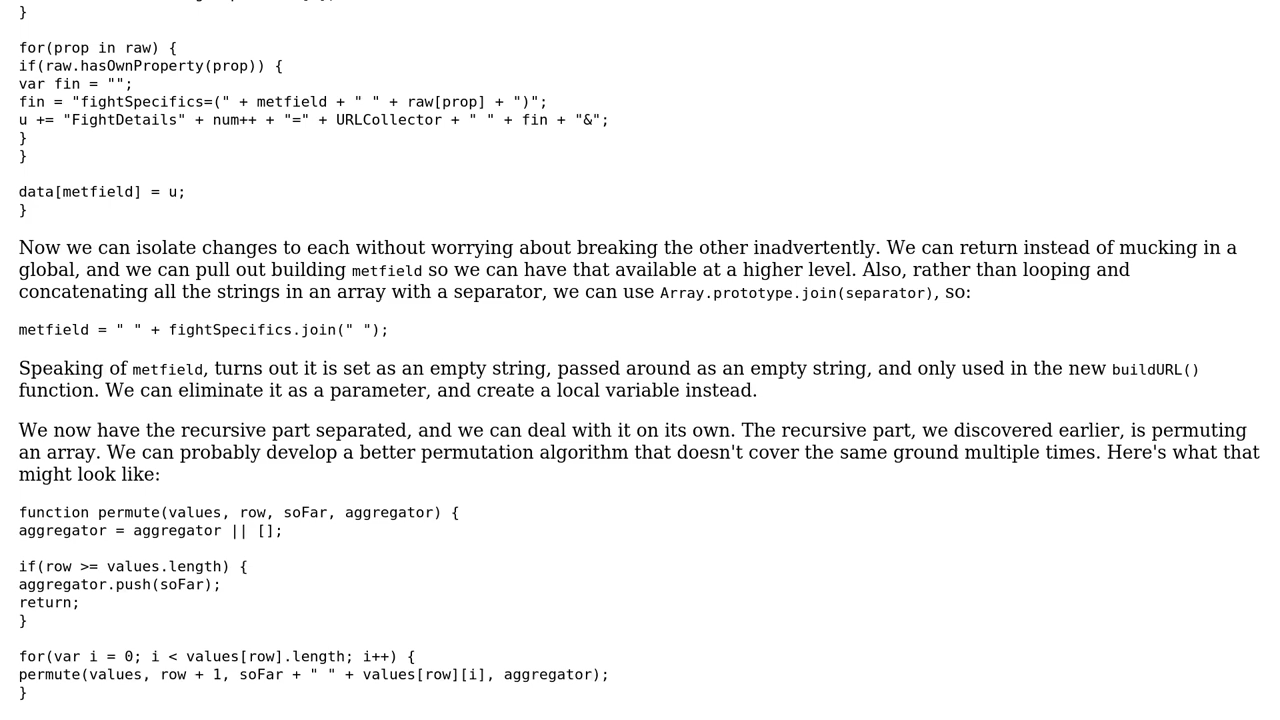 }
for(prop in raw) {
if(raw.hasOwnProperty(prop)) {
var fin = "";
fin = "fightSpecifics=(" + metfield + " " + raw[prop] + ")";
u += "FightDetails" + num++ + "=" + URLCollector + " " + fin + "&";
}
}
data[metfield] = u;
}
Now we can isolate changes to each without worrying about breaking the other inadvertently. We can return instead of mucking in a
global, and we can pull out building metfield so we can have that available at a higher level. Also, rather than looping and
concatenating all the strings in an array with a separator, we can use Array.prototype.join(separator), so:
metfield = " " + fightSpecifics.join(" ");
Speaking of metfield, turns out it is set as an empty string, passed around as an empty string, and only used in the new buildURL()
function. We can eliminate it as a parameter, and create a local variable instead.
We now have the recursive part separated, and we can deal with it on its own. The recursive part, we discovered earlier, is permuting
an array. We can probably develop a better permutation algorithm that doesn't cover the same ground multiple times. Here's what that
might look like:
function permute(values, row, soFar, aggregator) {
aggregator = aggregator || [];
if(row >= values.length) {
aggregator.push(soFar);
return;
}
for(var i = 0; i < values[row].length; i++) {
permute(values, row + 1, soFar + " " + values[row][i], aggregator);
}